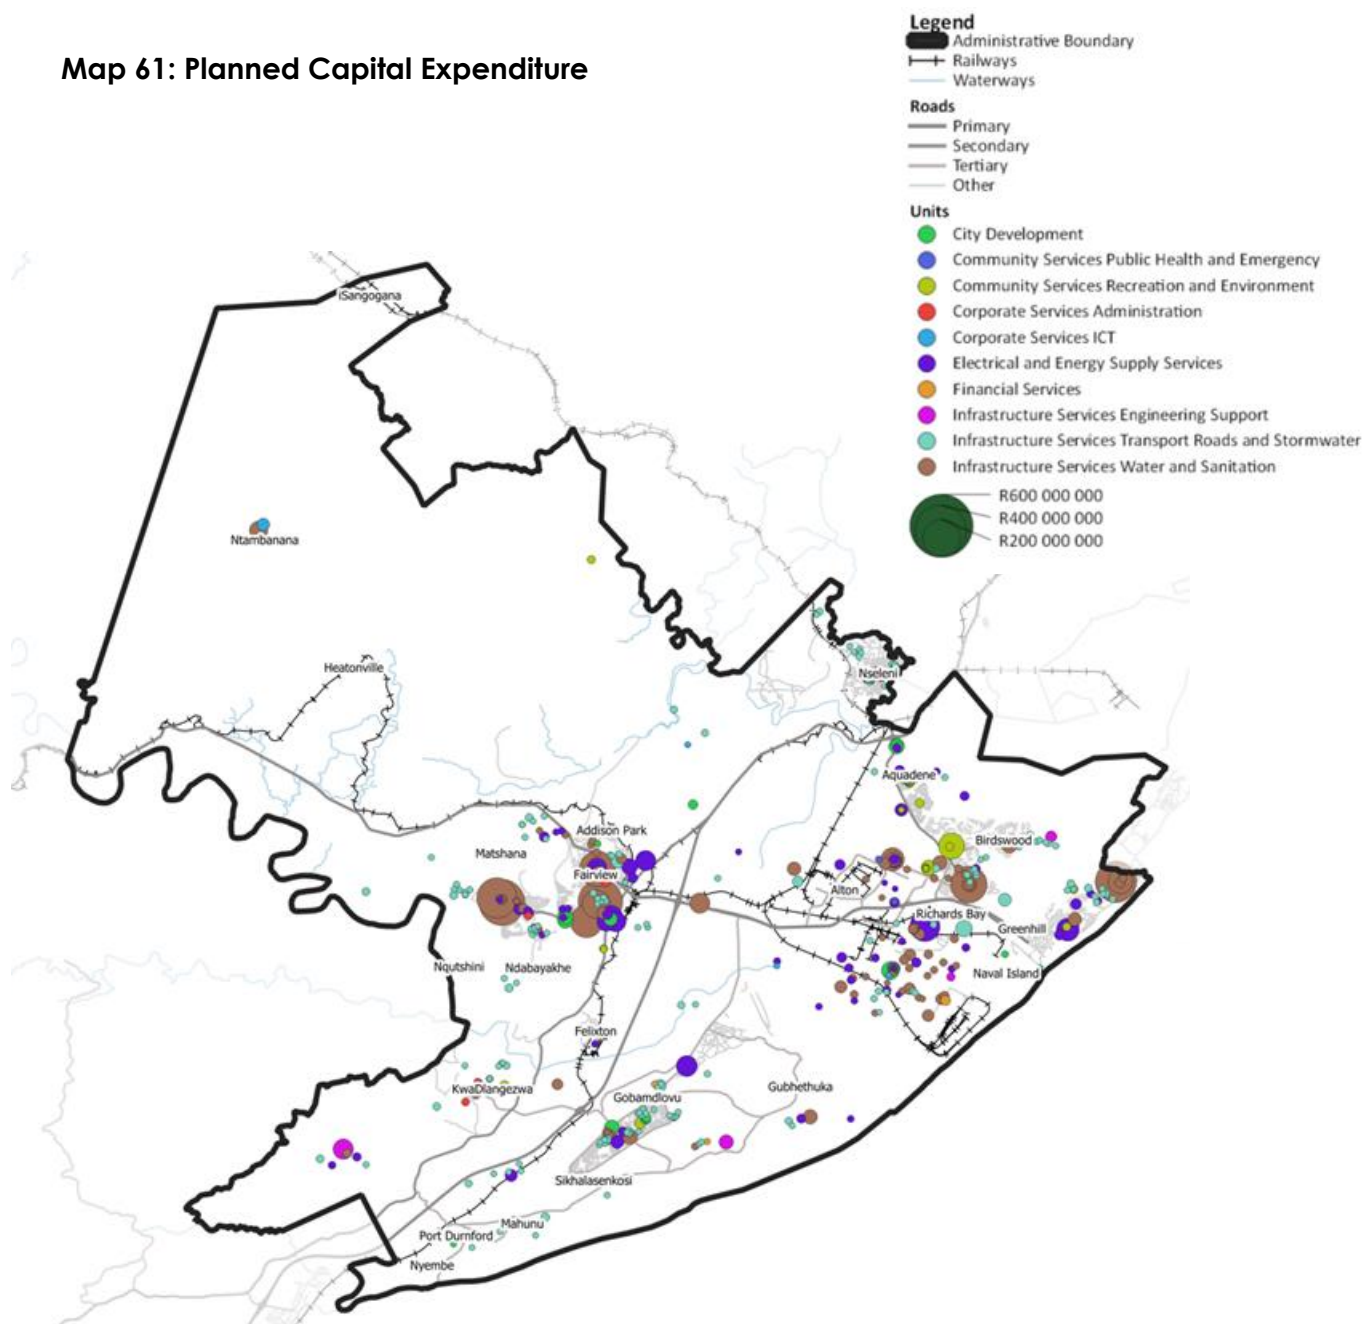 Map 61: Planned Capital Expenditure
Legend
Administrative Boundary
Railways
Waterways
Roads
Primary
Secondary
Tertiary
Other
Units
City Development
Community Services Public Health and Emergency
Community Services Recreation and Environment
Corporate Services Administration
Corporate Services ICT
Electrical and Energy Supply Services
Financial Services
Infrastructure Services Engineering Support
Infrastructure Services Transport Roads and Stormwater
Infrastructure Services Water and Sanitation
R600 000 000
R400 000 000
R200 000 000
iSangogana
Ntambanana
Heatonville
Nseleni
Aquadene
Addison Park
Birdswood
Matshana
Fairview
Alton
Richards Bay
Greenhill
Nqutshini
Ndabayakhe
Naval Island
Felixton
KwaDlangezwa
Gubhethuka
Gobamdlovu
Sikhalasenkosi
Mahunu
Port Durnford
Nyembe